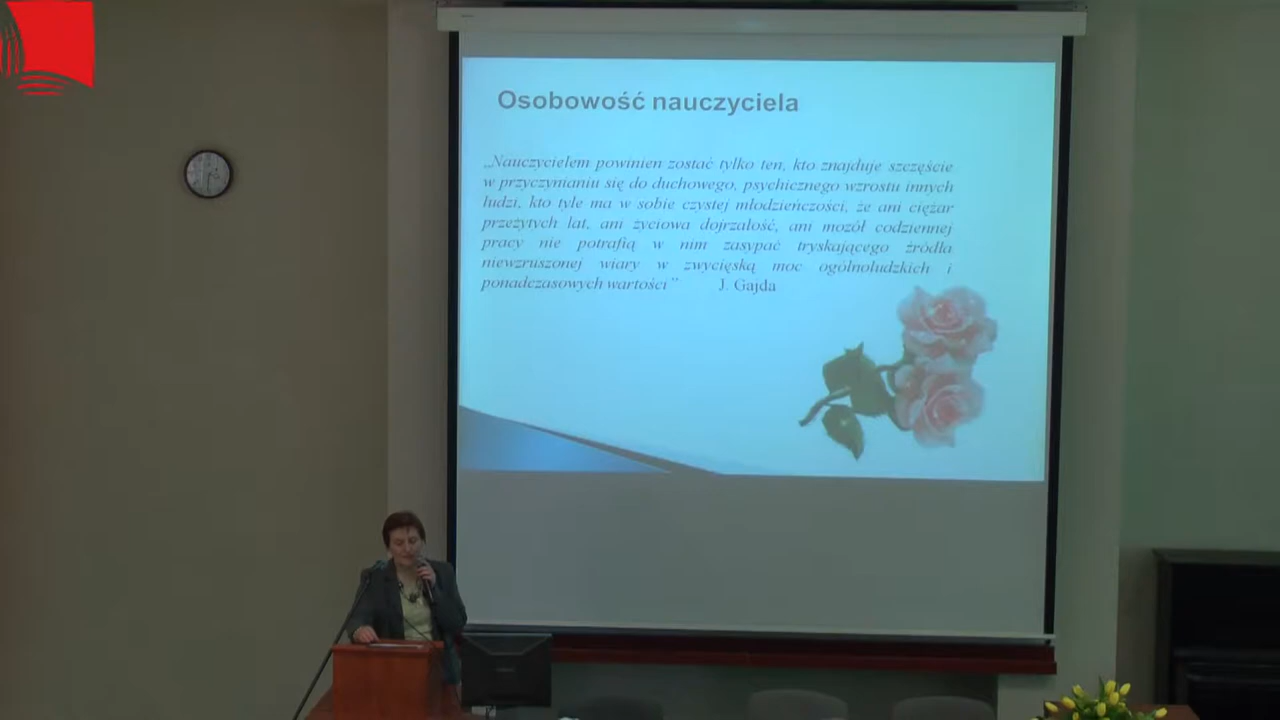 Osobowość nauczyciela
„Nauczycielem powinien zostać tylko ten, kto znajduje szczęście
w przyczynianiu się do duchowego, psychicznego wzrostu innych
ludzi, kto tyle ma w sobie czystej młodzieńczości, że ani ciężar
przeżytych lat, ani życiowa dojrzałość, ani mozół codziennej
pracy nie potrafią w nim zasypać tryskającego źródła
niewzruszonej wiary w zwycięską moc ogólnoludzkich i
ponadczasowych wartości” J. Gajda